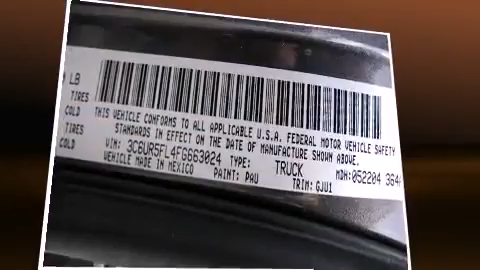 LB
TIRES
COLD
TIRES
COLD
THIS VEHICLE CONFORMS TO ALL APPLICABLE U.S.A. FEDERAL MOTOR VEHICLE SAFETY
STANDARDS IN EFFECT ON THE DATE OF MANUFACTURE SHOWN ABOVE.
VIN: 3C6UR5FL4FG663024 TYPE: TRUCK MDH:052204 364
VEHICLE MADE IN MEXICO PAINT: PAU TRIM: GJU1